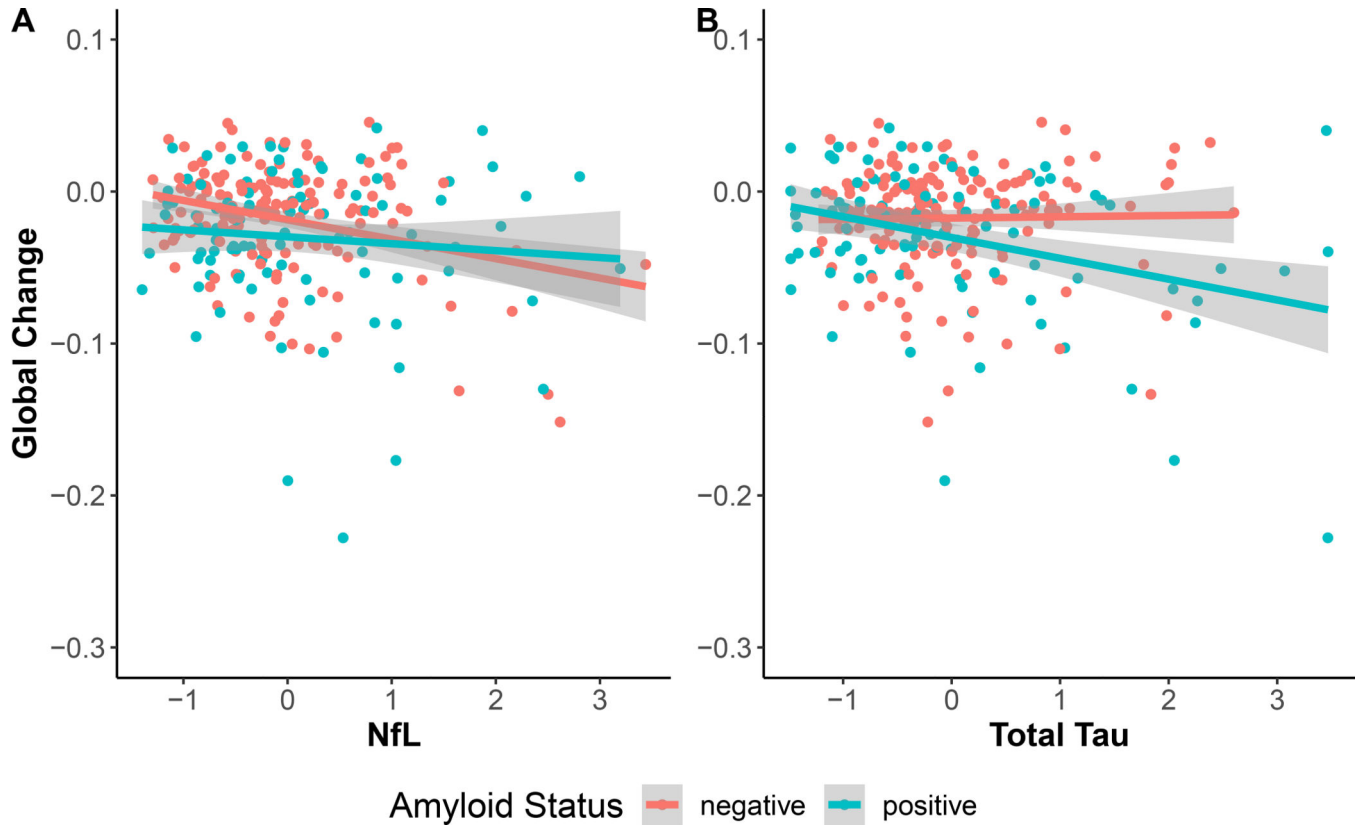 A
B
0.1
0.0
−0.1
−0.2
−0.3
Global Change
−1 0 1 2 3
NfL
0.1
0.0
−0.1
−0.2
−0.3
−1 0 1 2 3
Total Tau
Amyloid Status negative positive